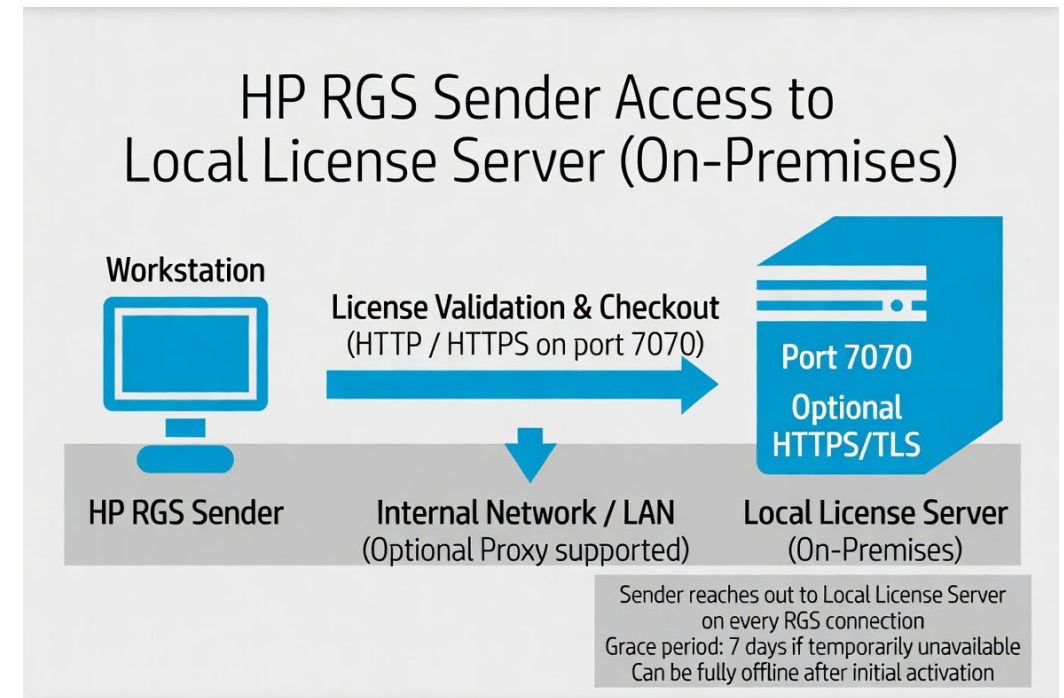 HP RGS Sender Access to
Local License Server (On-Premises)
Workstation
License Validation & Checkout
(HTTP / HTTPS on port 7070)
Port 7070
Optional
HTTPS/TLS
HP RGS Sender
Internal Network / LAN
(Optional Proxy supported)
Local License Server
(On-Premises)
Sender reaches out to Local License Server
on every RGS connection
Grace period: 7 days if temporarily unavailable
Can be fully offline after initial activation